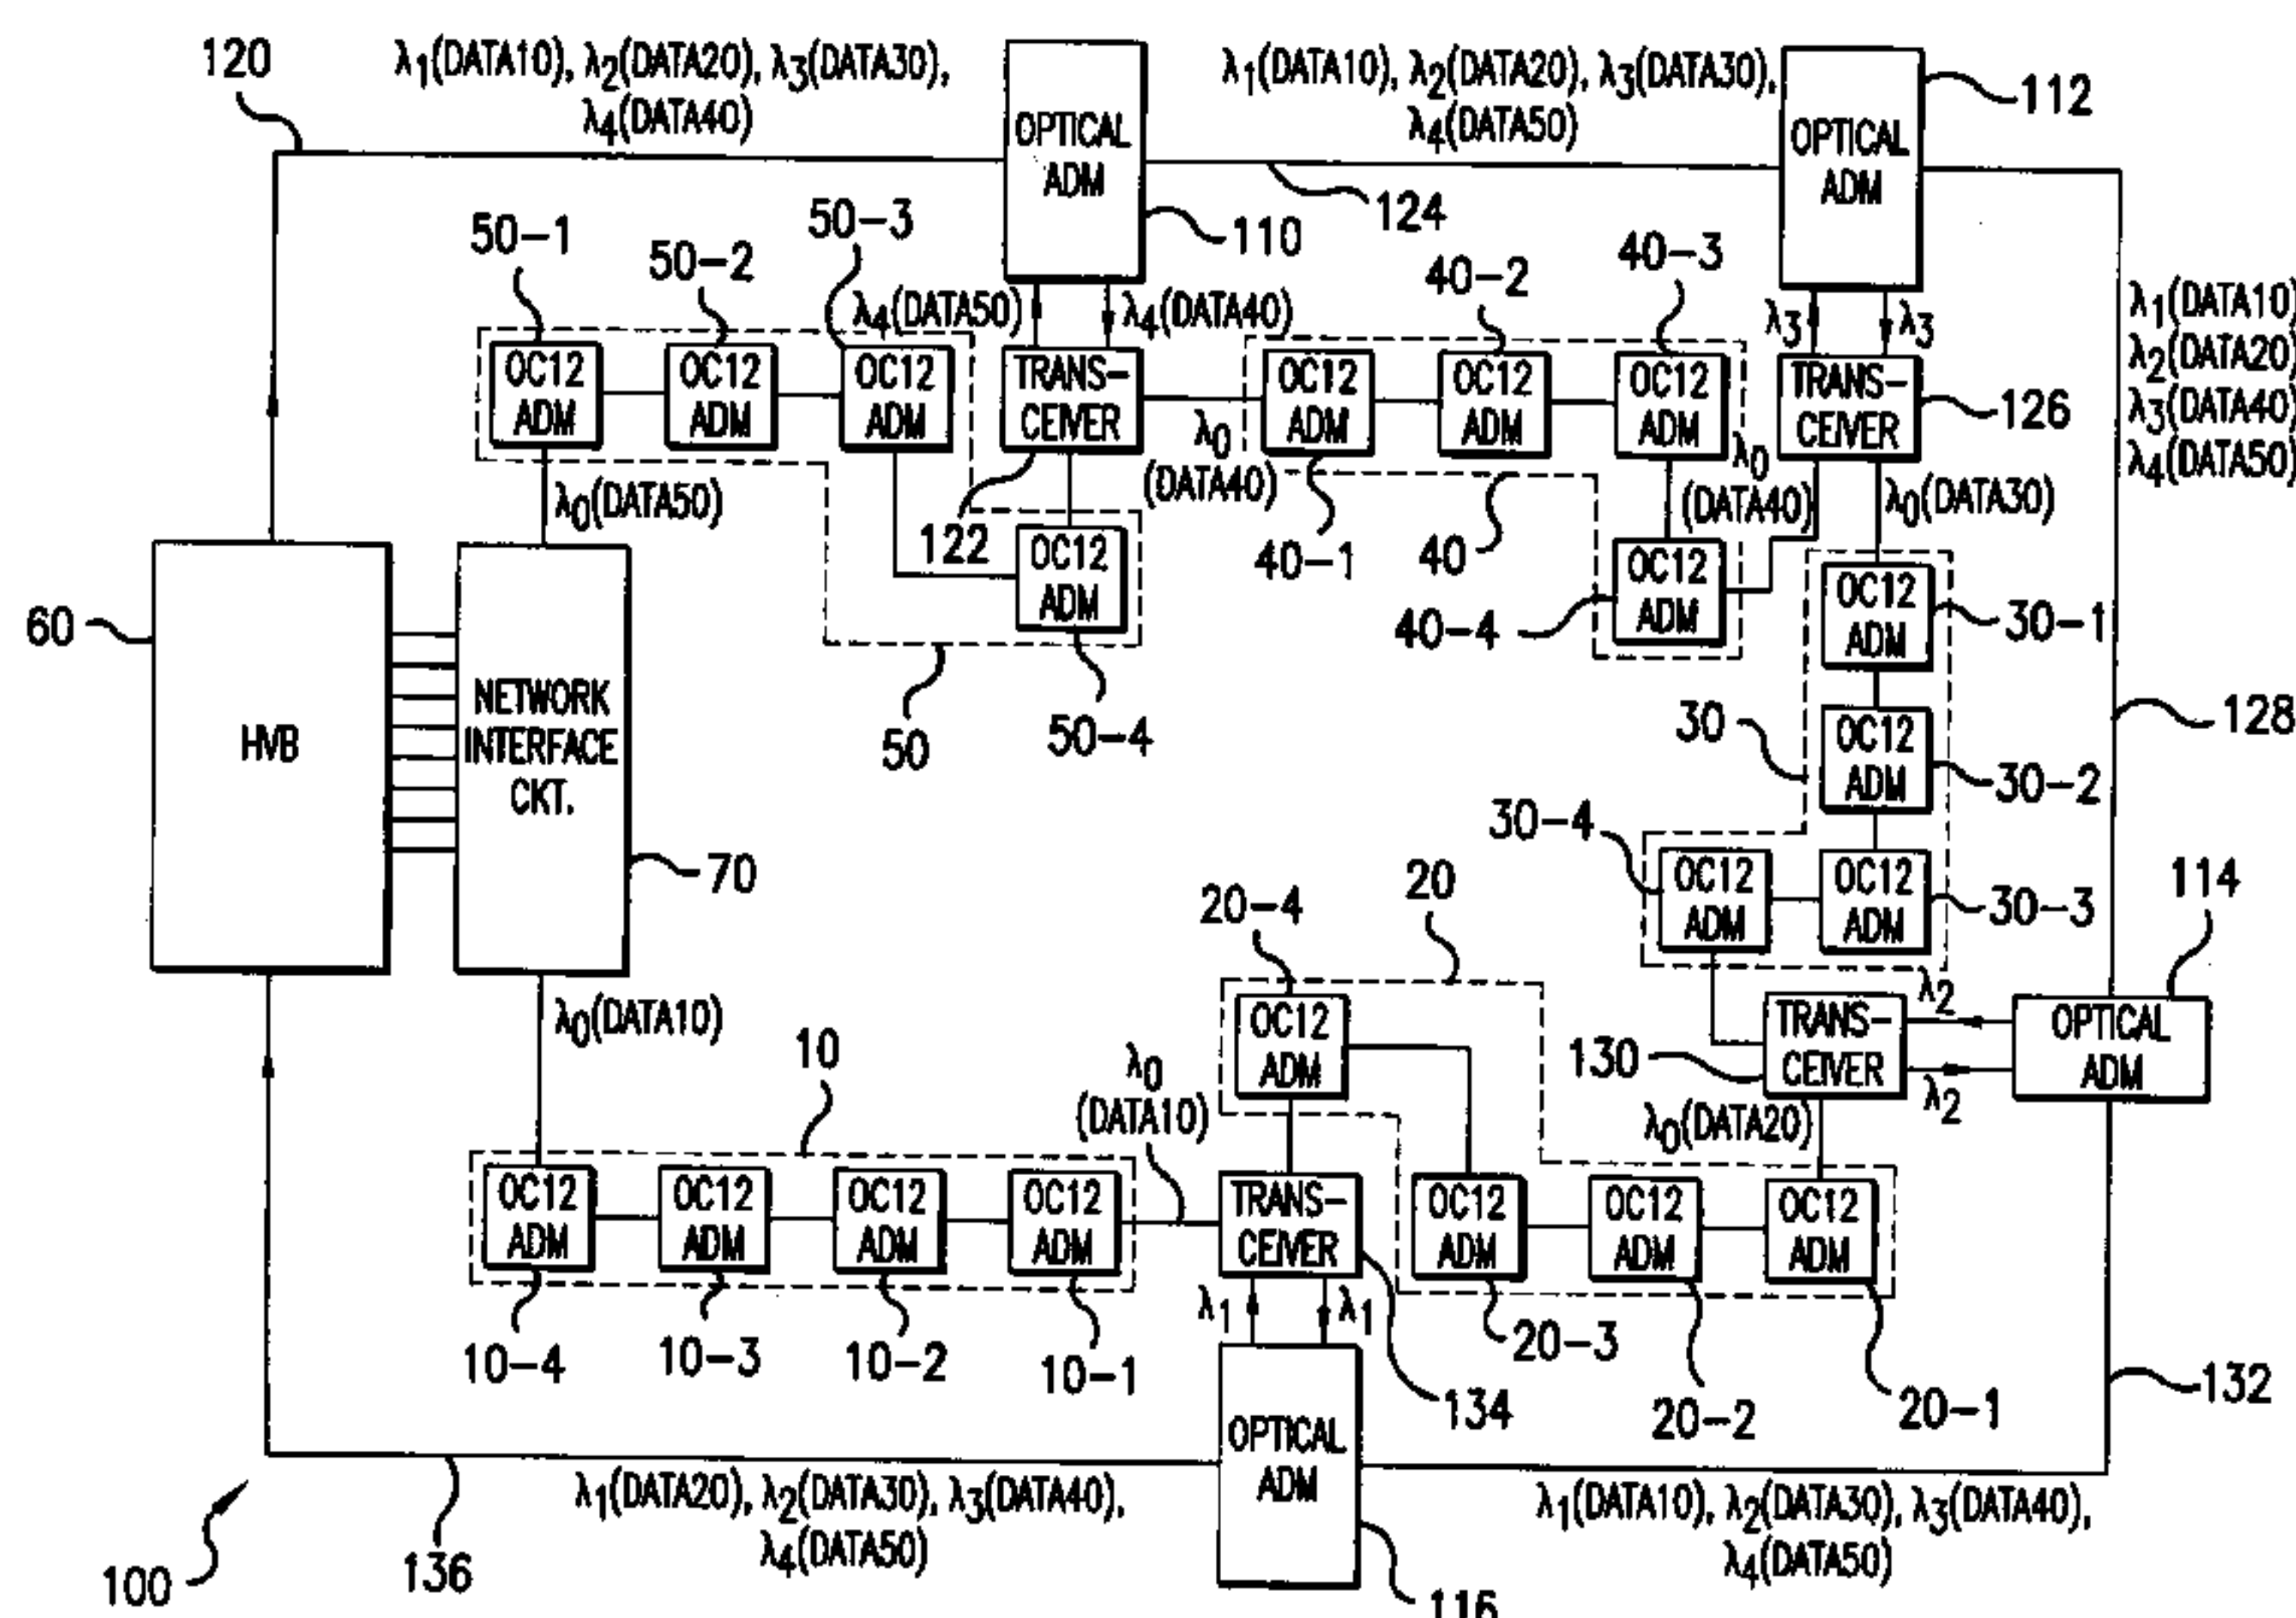 120
λ1(DATA10), λ2(DATA20), λ3(DATA30),
λ4(DATA40)
OPTICAL
ADM
110
λ1(DATA10), λ2(DATA20), λ3(DATA30),
λ4(DATA50)
124
OPTICAL
ADM
112
50-1
50-2
50-3
λ4(DATA50)
λ4(DATA40)
40-2
40-3
λ3
λ3
λ1(DATA10)
λ2(DATA20)
λ3(DATA40)
λ4(DATA50)
OC12
ADM
OC12
ADM
OC12
ADM
TRANS-
CEIVER
OC12
ADM
OC12
ADM
OC12
ADM
TRANS-
CEIVER
126
λ0(DATA50)
λ0
(DATA40)
λ0
(DATA40)
λ0(DATA30)
122
OC12
ADM
40-1
40
OC12
ADM
40-4
OC12
ADM
30-1
60
HVB
NETWORK
INTERFACE
CKT.
70
50
50-4
30
OC12
ADM
30-2
128
30-4
OC12
ADM
OC12
ADM
30-3
114
20-4
20
OC12
ADM
λ2
TRANS-
CEIVER
130
λ2
OPTICAL
ADM
λ0(DATA10)
10
λ0
(DATA10)
λ0(DATA20)
OC12
ADM
OC12
ADM
OC12
ADM
OC12
ADM
TRANS-
CEIVER
OC12
ADM
OC12
ADM
OC12
ADM
10-4
10-3
10-2
10-1
λ1
λ1
134
20-3
20-2
20-1
132
OPTICAL
ADM
116
100
136
λ1(DATA20), λ2(DATA30), λ3(DATA40),
λ4(DATA50)
λ1(DATA10), λ2(DATA30), λ3(DATA40),
λ4(DATA50)